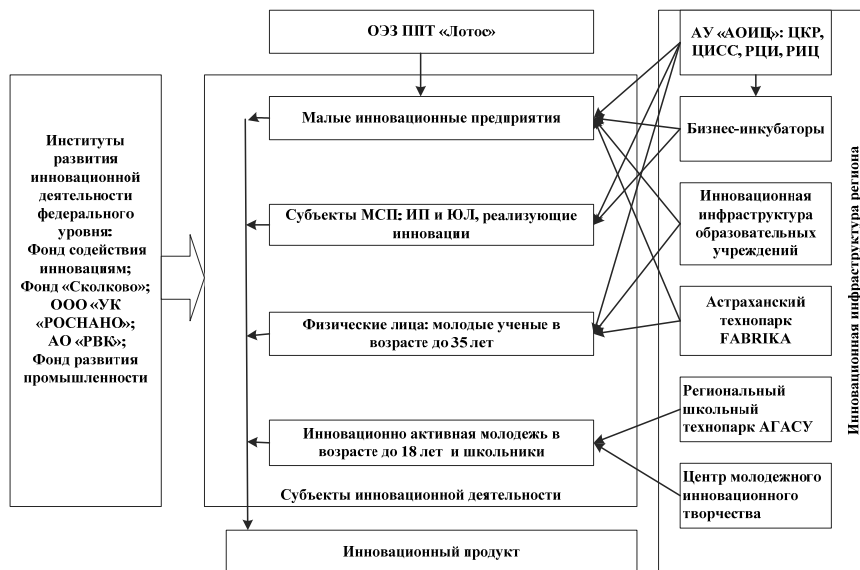 ОЭЗ ППТ «Лотос»
Институты
развития
инновационной
деятельности
федерального
уровня:
Фонд содействия
инновациям;
Фонд «Сколково»;
ООО «УК
«РОСНАНО»;
АО «РВК»;
Фонд развития
промышленности
Малые инновационные предприятия
Субъекты МСП: ИП и ЮЛ, реализующие
инновации
Физические лица: молодые ученые в
возрасте до 35 лет
Инновационно активная молодежь в
возрасте до 18 лет и школьники
Субъекты инновационной деятельности
Инновационный продукт
АУ «АОИЦ»: ЦКР,
ЦИСС, РЦИ, РИЦ
Бизнес-инкубаторы
Инновационная
инфраструктура
образовательных
учреждений
Астраханский
технопарк
FABRIKA
Региональный
школьный
технопарк АГАСУ
Центр молодежного
инновационного
творчества
Инновационная инфраструктура региона